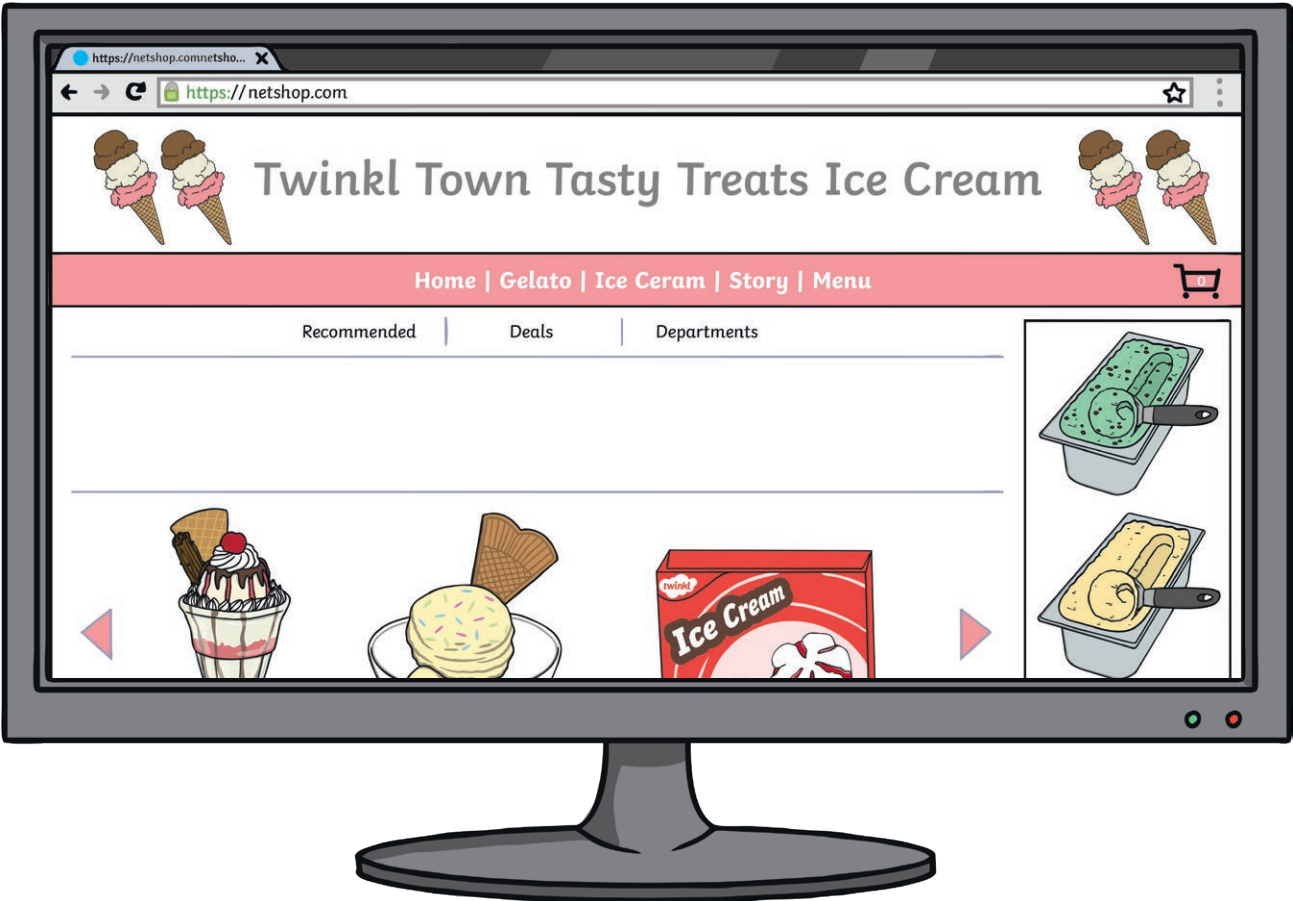 https://netshop.comnetsho...
https://netshop.com
Twinkl Town Tasty Treats Ice Cream
Home | Gelato | Ice Ceram | Story | Menu
0
Recommended | Deals | Departments
twinkl
Ice Cream